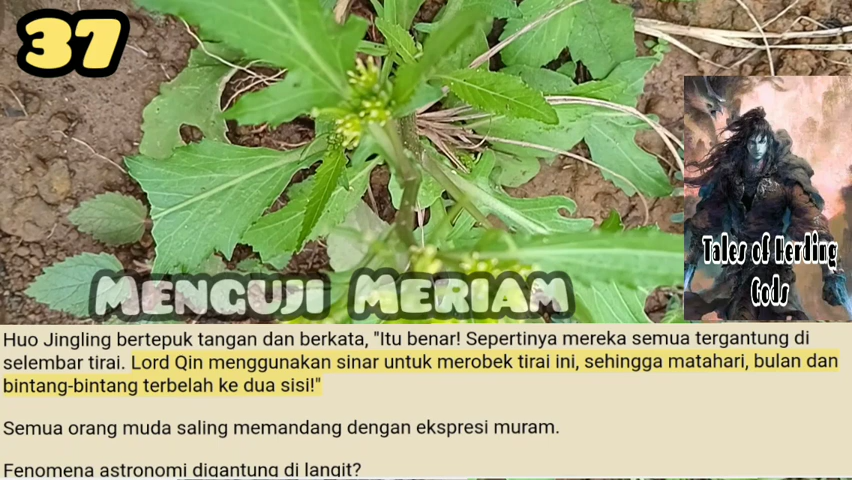 37
Tales of Herding
Gods
MENGUJI MERIAM
Huo Jingling bertepuk tangan dan berkata, "Itu benar! Sepertinya mereka semua tergantung di
selembar tirai. Lord Qin menggunakan sinar untuk merobek tirai ini, sehingga matahari, bulan dan
bintang-bintang terbelah ke dua sisi!"
Semua orang muda saling memandang dengan ekspresi muram.
Fenomena astronomi digantung di langit?